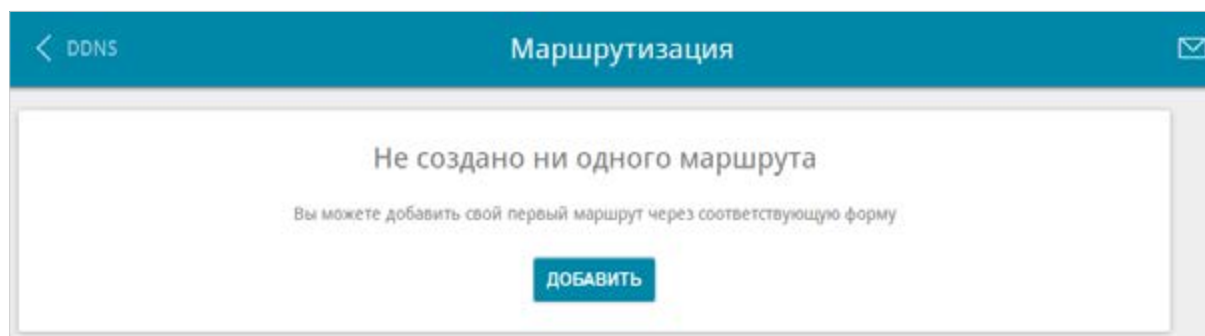 DDNS
Маршрутизация
Не создано ни одного маршрута
Вы можете добавить свой первый маршрут через соответствующую форму
ДОБАВИТЬ